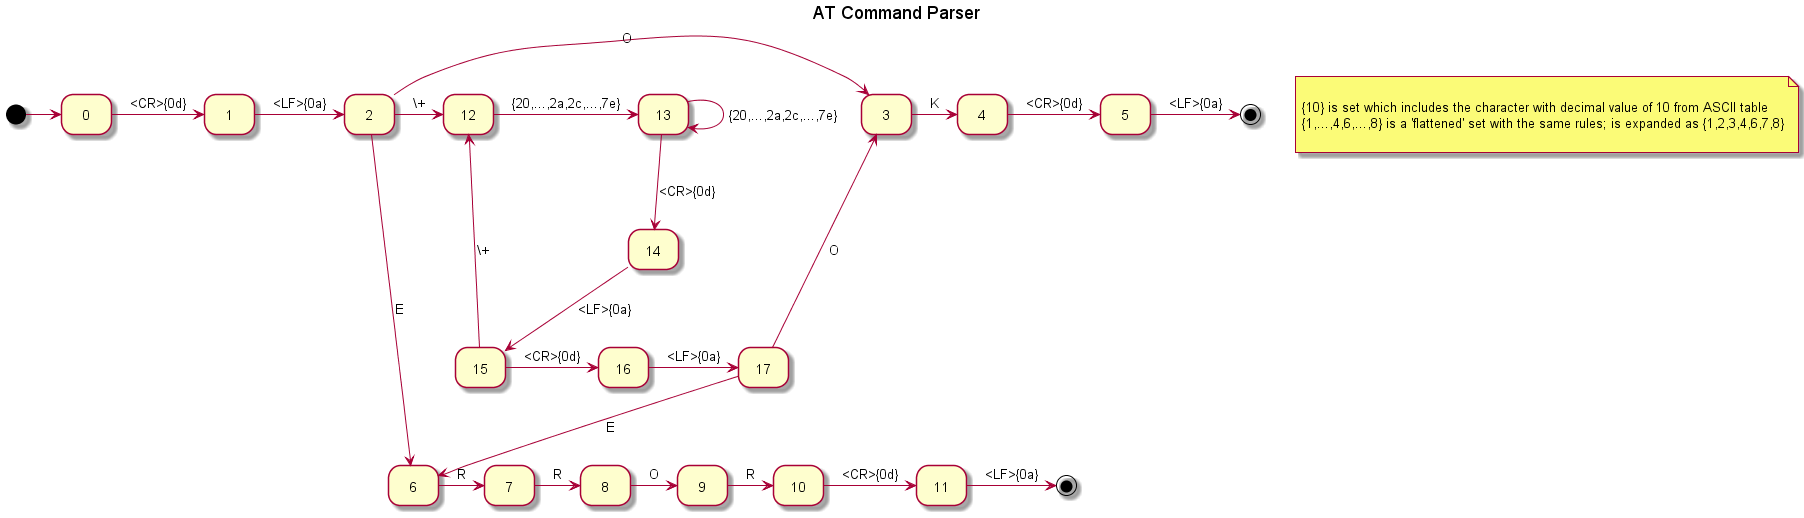 AT Command Parser
O
0
<CR>{0d}
1
<LF>{0a}
2
\+
12
{20,...,2a,2c,...,7e}
13
{20,...,2a,2c,...,7e}
3
K
4
<CR>{0d}
5
<LF>{0a}
{10} is set which includes the character with decimal value of 10 from ASCII table
{1,...,4,6,...,8} is a 'flattened' set with the same rules; is expanded as {1,2,3,4,6,7,8}
<CR>{0d}
\+
14
O
E
<LF>{0a}
15
<CR>{0d}
16
<LF>{0a}
17
E
6
R
7
R
8
O
9
R
10
<CR>{0d}
11
<LF>{0a}